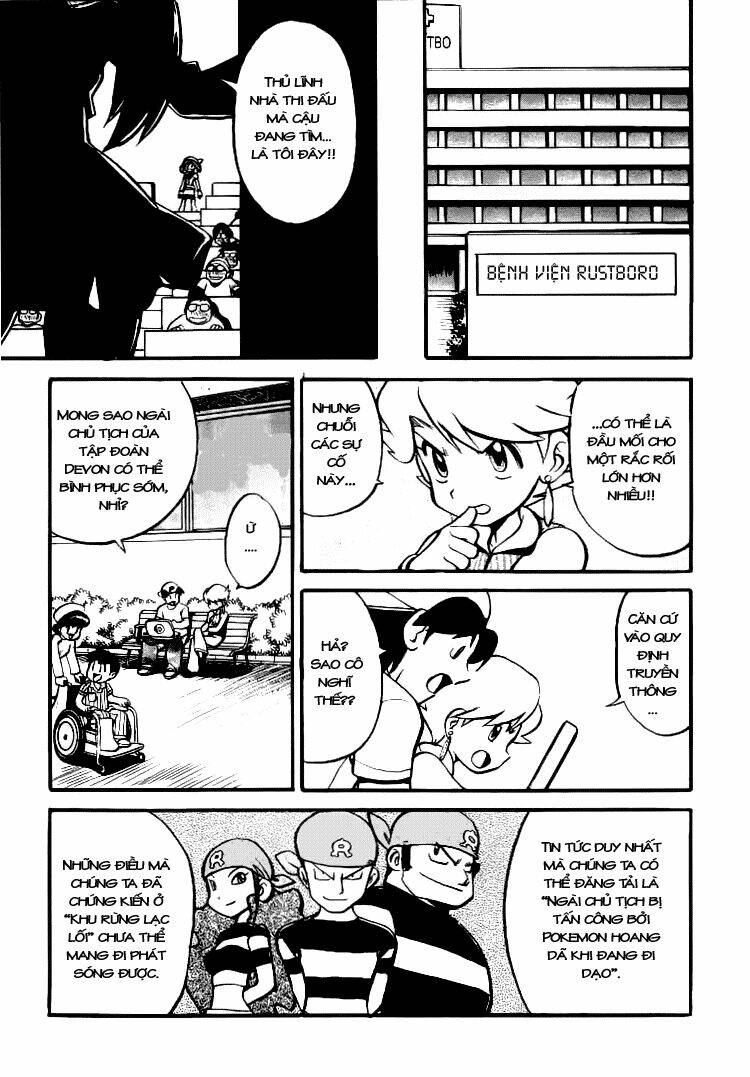 THỦ LĨNH
NHÀ THI ĐẤU
MÀ CẬU
ĐANG TÌM...
LÀ TÔI ĐÂY!!
TBO
BỆNH VIỆN RUSTBORO
MONG SAO NGÀI
CHỦ TỊCH CỦA
TẬP ĐOÀN
DEVON CÓ THỂ
BÌNH PHỤC SỚM,
NHỈ?
Ừ
....
NHƯNG
CHUỖI
CÁC SỰ
CỐ
NÀY...
...CÓ THỂ LÀ
ĐẦU MỐI CHO
MỘT RẮC RỐI
LỚN HƠN
NHIỀU!!
HẢ?
SAO CÔ
NGHĨ
THẾ??
CĂN CỨ
VÀO QUY
ĐỊNH
TRUYỀN
THÔNG
...
NHỮNG ĐIỀU MÀ
CHÚNG TA ĐÃ
CHỨNG KIẾN Ở
“KHU RỪNG LẠC
LỐI” CHƯA THỂ
MANG ĐI PHÁT
SÓNG ĐƯỢC.
R
R
R
TIN TỨC DUY NHẤT
MÀ CHÚNG TA CÓ
THỂ ĐĂNG TẢI LÀ
“NGÀI CHỦ TỊCH BỊ
TẤN CÔNG BỞI
POKEMON HOANG
DÃ KHI ĐANG ĐI
DẠO”.